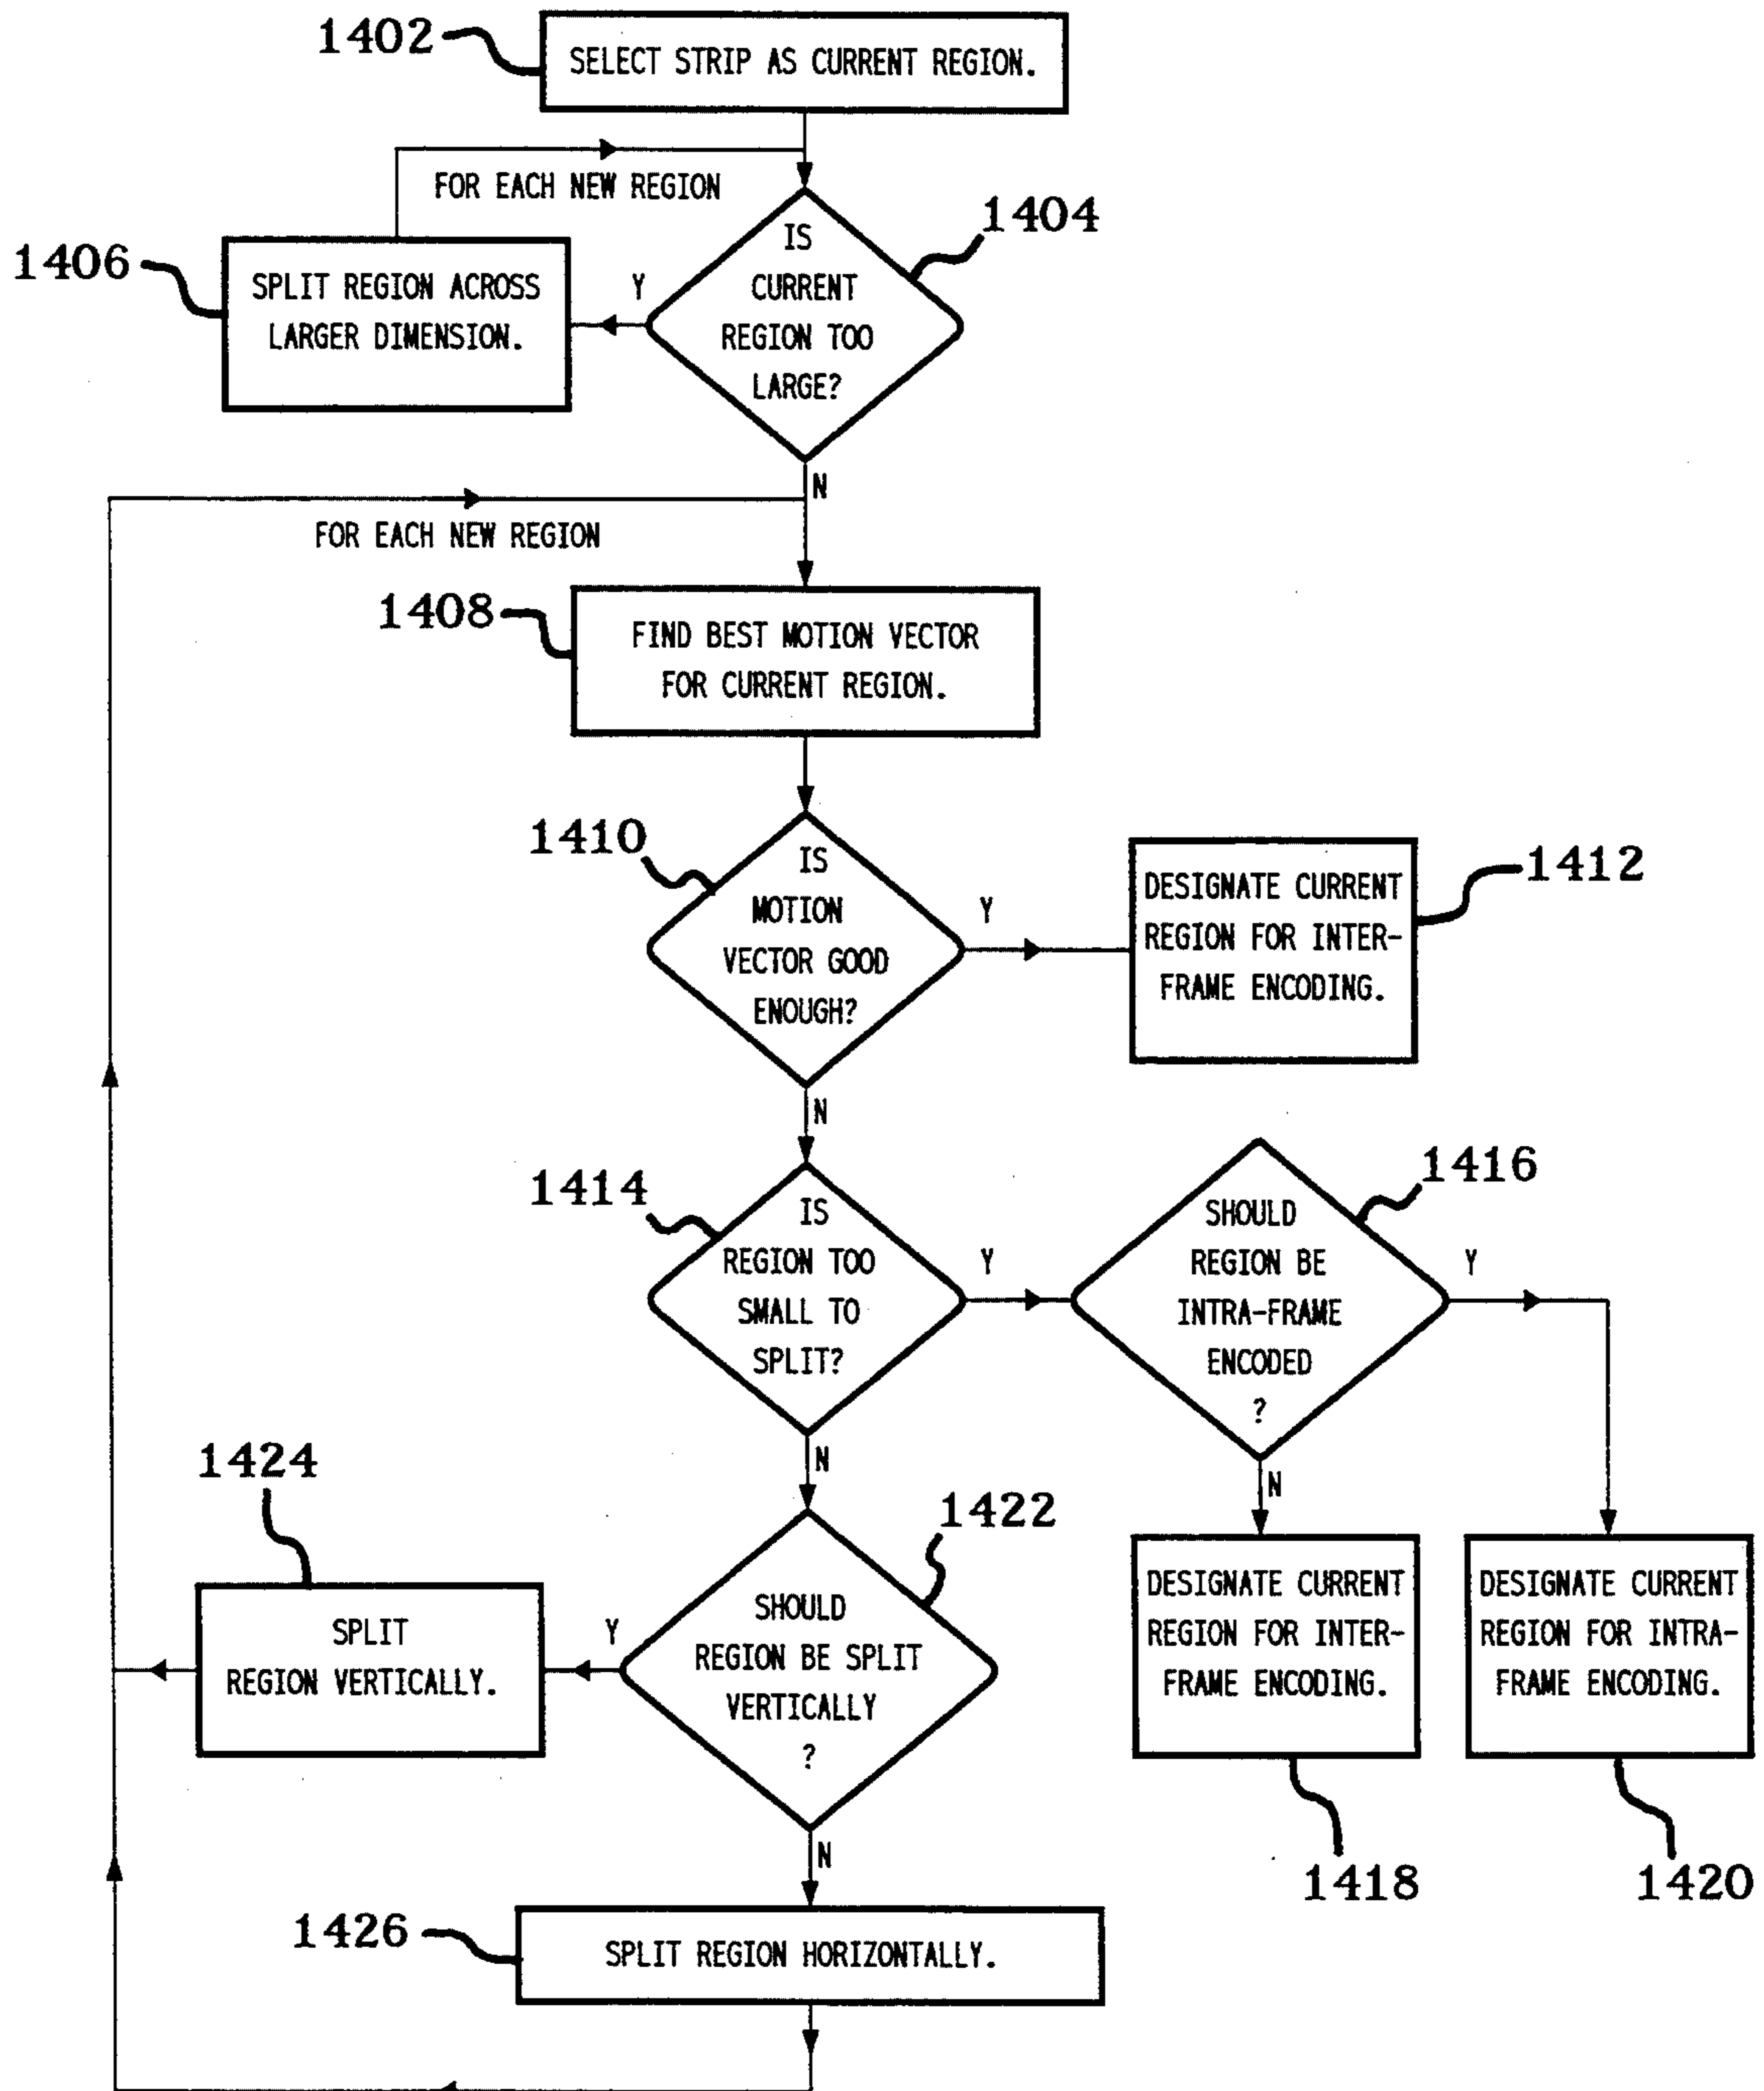 1402
SELECT STRIP AS CURRENT REGION.
FOR EACH NEW REGION
1404
IS
CURRENT
REGION TOO
LARGE?
1406
SPLIT REGION ACROSS
LARGER DIMENSION.
Y
N
FOR EACH NEW REGION
1408
FIND BEST MOTION VECTOR
FOR CURRENT REGION.
1410
IS
MOTION
VECTOR GOOD
ENOUGH?
Y
1412
DESIGNATE CURRENT
REGION FOR INTER-
FRAME ENCODING.
N
1414
IS
REGION TOO
SMALL TO
SPLIT?
Y
1416
SHOULD
REGION BE
INTRA-FRAME
ENCODED
?
Y
N
N
1424
SPLIT
REGION VERTICALLY.
Y
1422
SHOULD
REGION BE SPLIT
VERTICALLY
?
DESIGNATE CURRENT
REGION FOR INTER-
FRAME ENCODING.
DESIGNATE CURRENT
REGION FOR INTRA-
FRAME ENCODING.
1418
1420
N
1426
SPLIT REGION HORIZONTALLY.